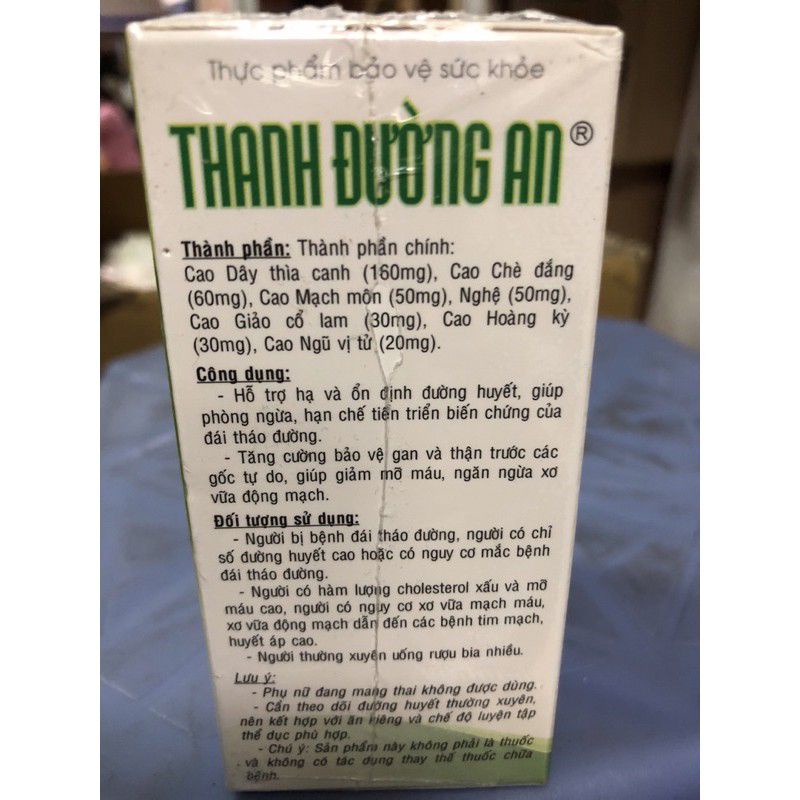 Thực phẩm bảo vệ sức khỏe
THANH ĐƯỜNG AN®
Thành phần: Thành phần chính:
Cao Dây thìa canh (160mg), Cao Chè đắng
(60mg), Cao Mạch môn (50mg), Nghệ (50mg),
Cao Giảo cổ lam (30mg), Cao Hoàng kỳ
(30mg), Cao Ngũ vị tử (20mg).
Công dụng:
- Hỗ trợ hạ và ổn định đường huyết, giúp
phòng ngừa, hạn chế tiến triển biến chứng của
đái tháo đường.
- Tăng cường bảo vệ gan và thận trước các
gốc tự do, giúp giảm mỡ máu, ngăn ngừa xơ
vữa động mạch.
Đối tượng sử dụng:
- Người bị bệnh đái tháo đường, người có chỉ
số đường huyết cao hoặc có nguy cơ mắc bệnh
đái tháo đường.
- Người có hàm lượng cholesterol xấu và mỡ
máu cao, người có nguy cơ xơ vữa mạch máu,
xơ vữa động mạch dẫn đến các bệnh tim mạch,
huyết áp cao.
- Người thường xuyên uống rượu bia nhiều.
Lưu ý:
- Phụ nữ đang mang thai không được dùng.
- Cần theo dõi đường huyết thường xuyên,
nên kết hợp với ăn kiêng và chế độ luyện tập
thể dục phù hợp.
- Chú ý: Sản phẩm này không phải là thuốc
và không có tác dụng thay thế thuốc chữa
bệnh.